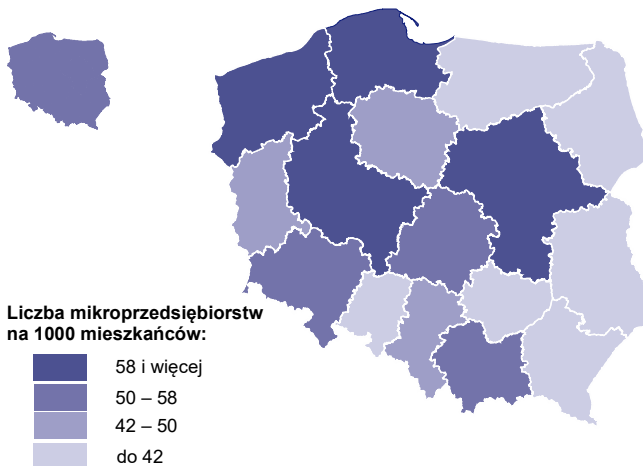 Liczba mikroprzedsiębiorstw
na 1000 mieszkańców:
58 i więcej
50 – 58
42 – 50
do 42